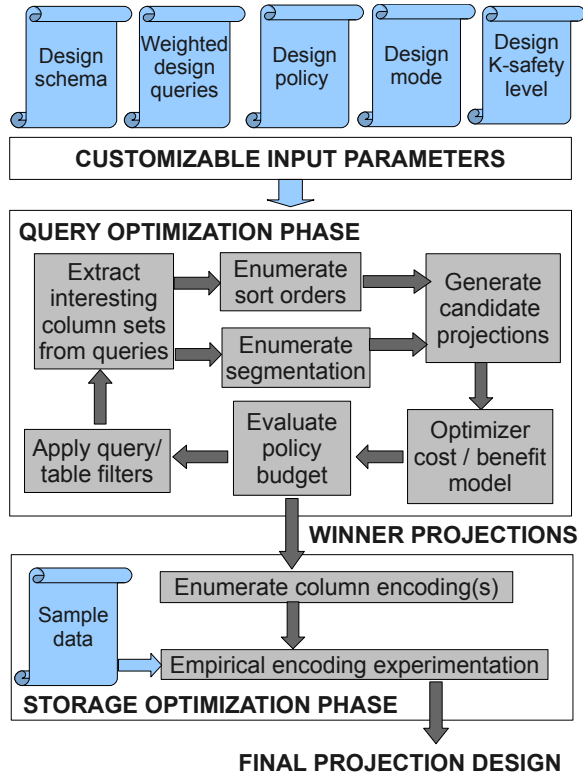 Design
schema
Weighted
design
queries
Design
policy
Design
mode
Design
K-safety
level
CUSTOMIZABLE INPUT PARAMETERS
QUERY OPTIMIZATION PHASE
Extract
interesting
column sets
from queries
Enumerate
sort orders
Enumerate
segmentation
Generate
candidate
projections
Apply query/
table filters
Evaluate
policy
budget
Optimizer
cost / benefit
model
WINNER PROJECTIONS
Enumerate column encoding(s)
Sample
data
Empirical encoding experimentation
STORAGE OPTIMIZATION PHASE
FINAL PROJECTION DESIGN